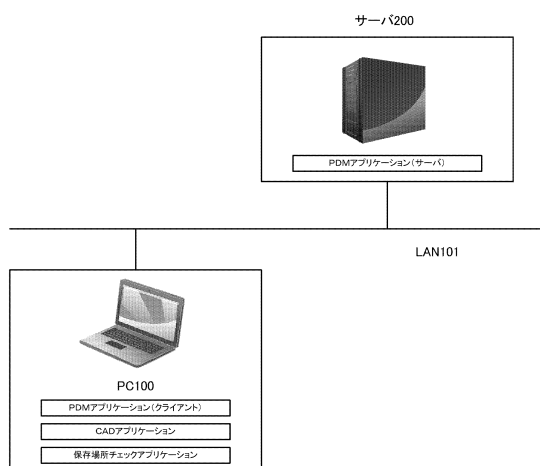 サーバ200
PDMアプリケーション(サーバ)
LAN101
PC100
PDMアプリケーション(クライアント)
CADアプリケーション
保存場所チェックアプリケーション